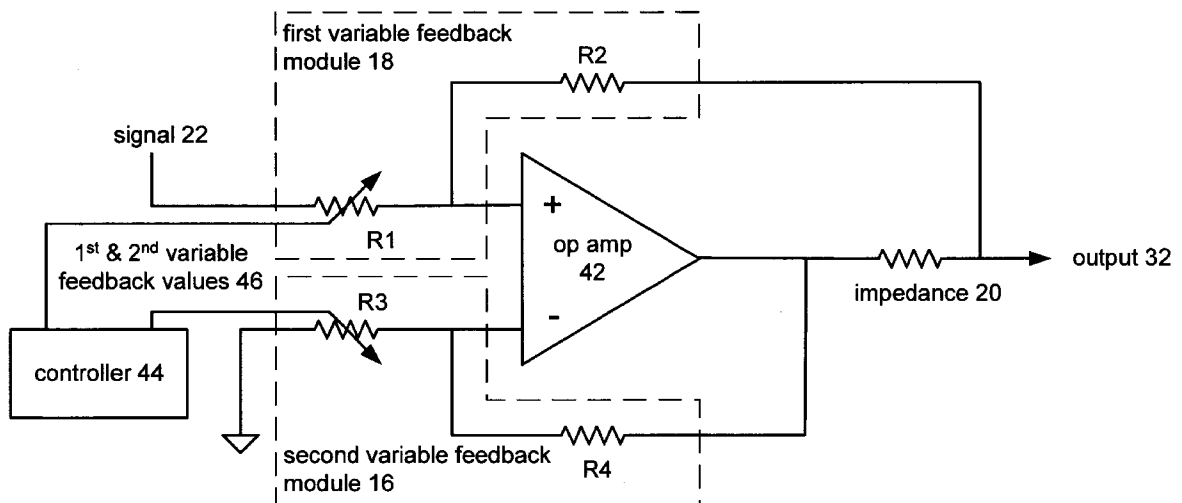 first variable feedback
module 18
R2
signal 22
+
R1
op amp
42
1st & 2nd variable
feedback values 46
output 32
impedance 20
R3
-
controller 44
R4
second variable feedback
module 16